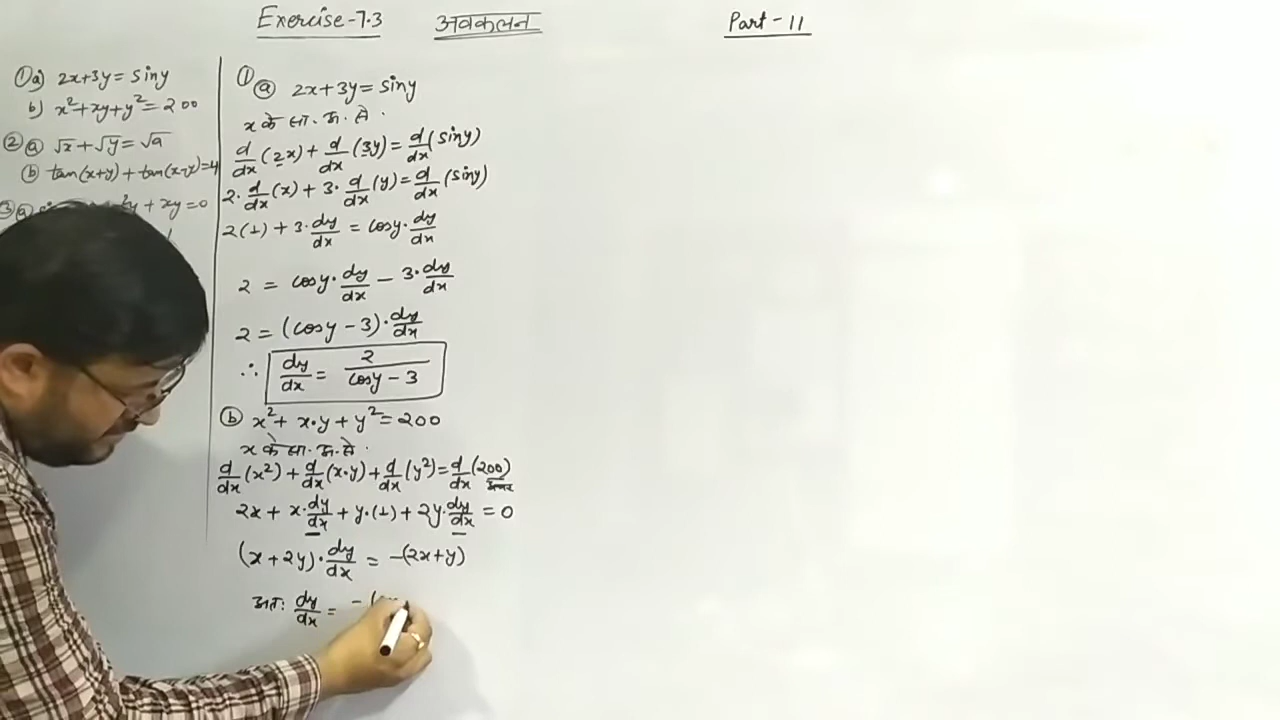 Exercise-7.3 अवकलन Part-11
①a) 2x+3y = siny
b) x²+xy+y² = 200
②ⓐ √x+√y = √a
ⓑ tan(x+y) + tan(x-y)=4
③ⓐ y + xy = 0
① ⓐ 2x+3y = siny
x के सा. अ. से.
d/dx (2x) + d/dx (3y) = d/dx (siny)
2·d/dx (x) + 3·d/dx (y) = d/dx (siny)
2(1) + 3·dy/dx = cosy·dy/dx
2 = cosy·dy/dx - 3·dy/dx
2 = (cosy-3)·dy/dx
∴ dy/dx = 2/(cosy-3)
ⓑ x²+ x·y + y² = 200
x के सा. अ. से.
d/dx (x²) + d/dx (x·y) + d/dx (y²) = d/dx (200)
अचर
2x + x·dy/dx + y·(1) + 2y·dy/dx = 0
(x+2y)·dy/dx = -(2x+y)
अतः dy/dx = -(